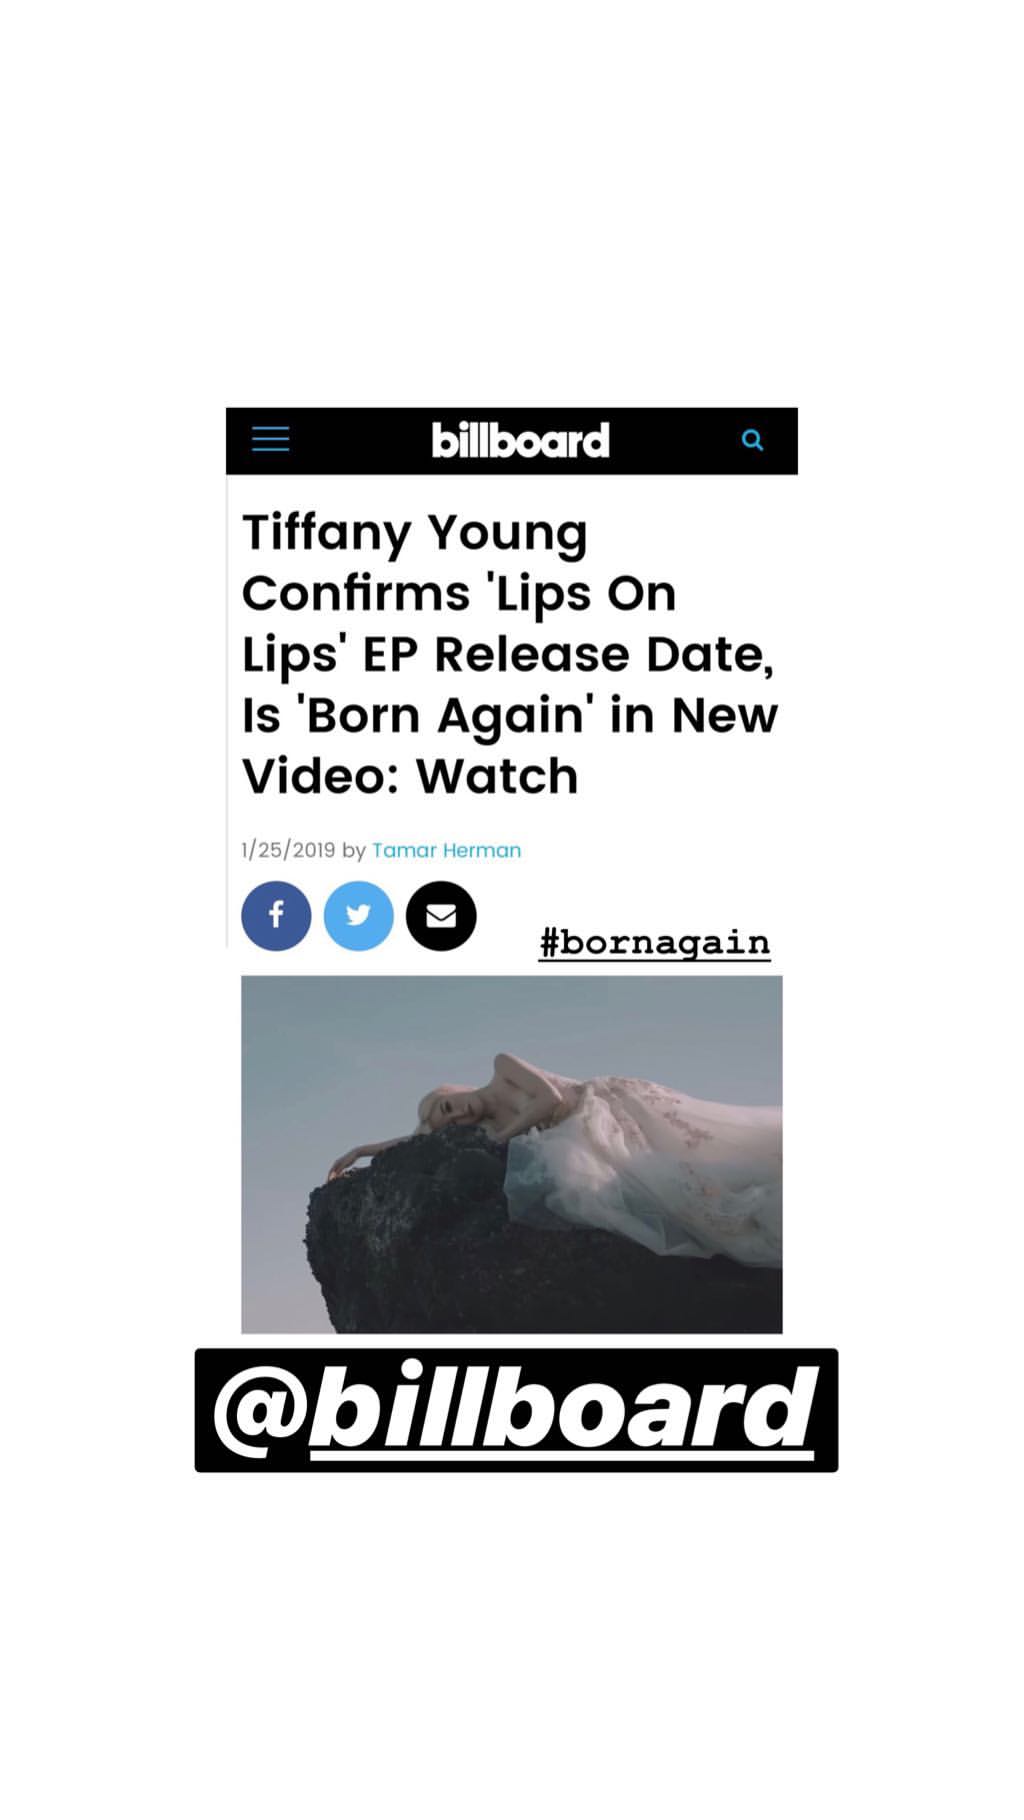 billboard
Tiffany Young
Confirms 'Lips On
Lips' EP Release Date,
Is 'Born Again' in New
Video: Watch
1/25/2019 by Tamar Herman
#bornagain
@billboard